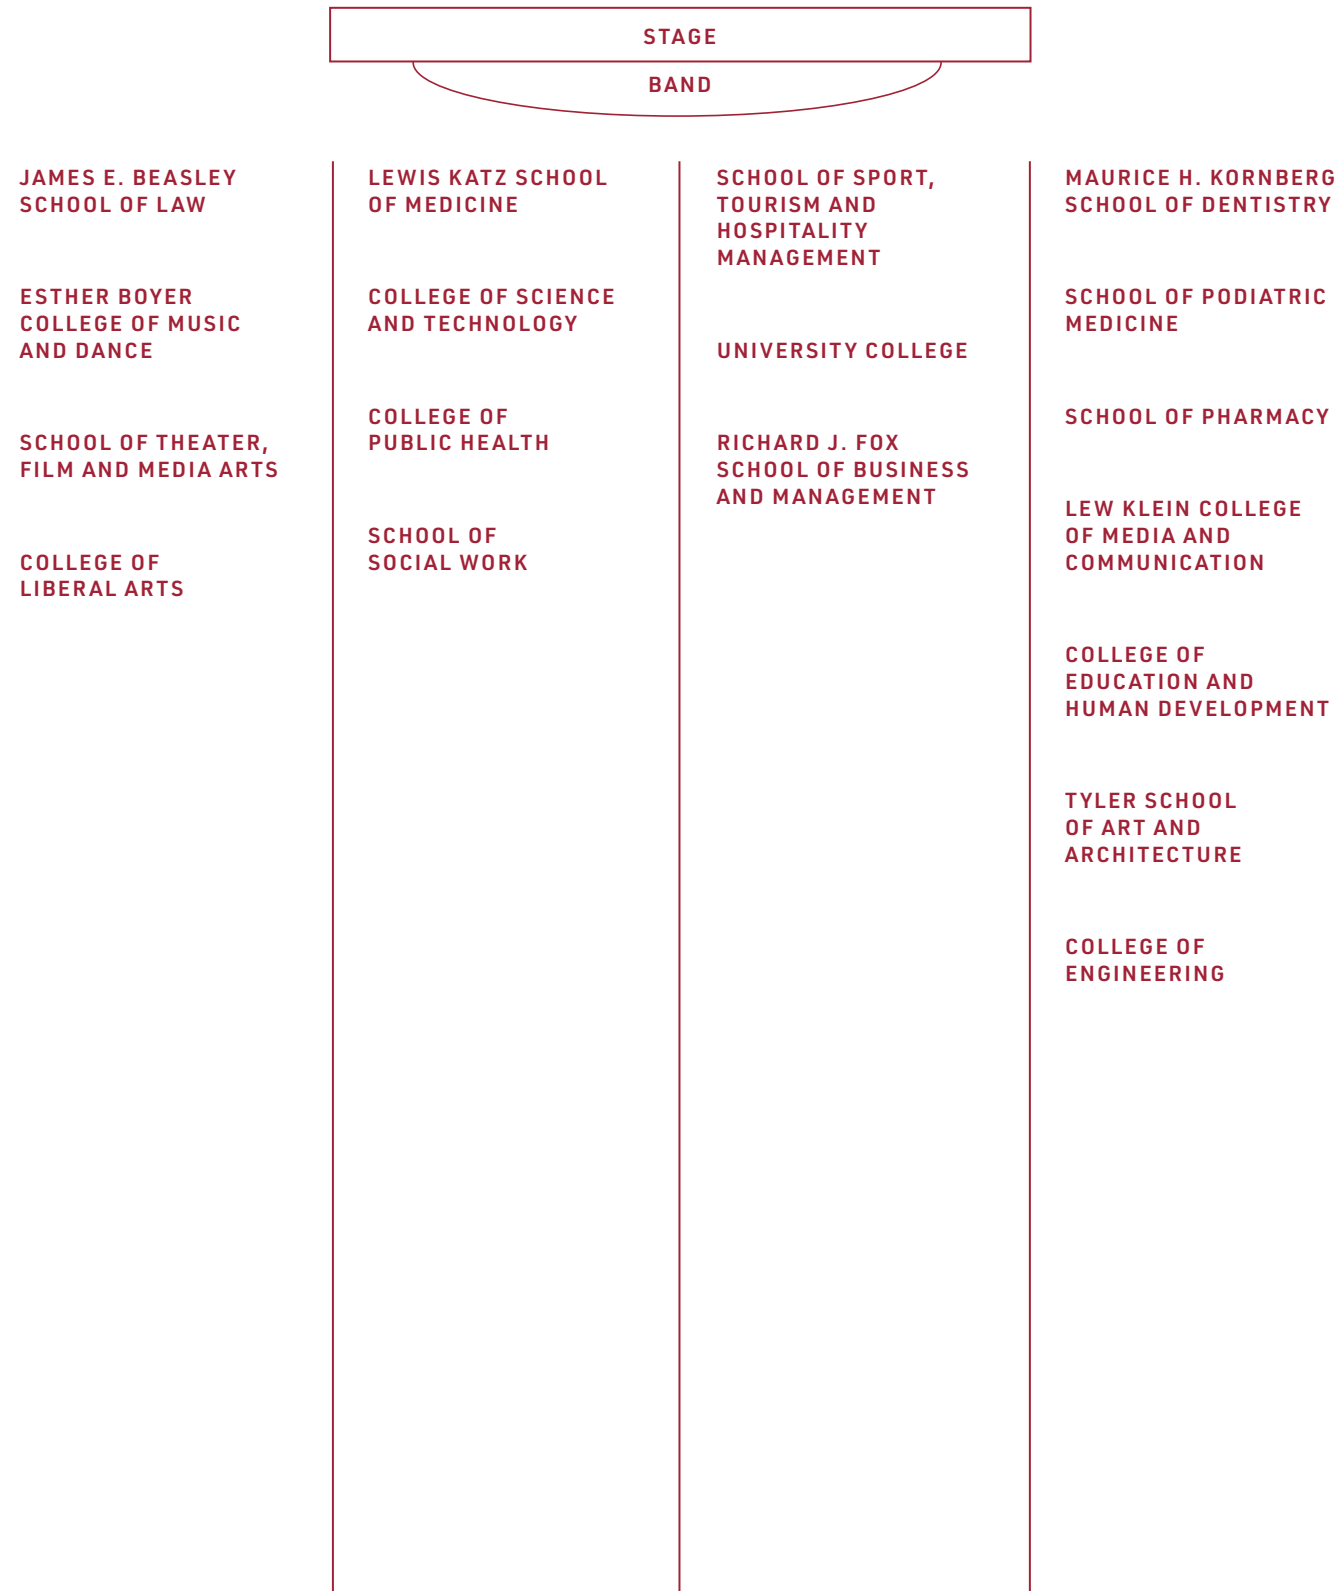 STAGE
BAND
JAMES E. BEASLEY
SCHOOL OF LAW
ESTHER BOYER
COLLEGE OF MUSIC
AND DANCE
SCHOOL OF THEATER,
FILM AND MEDIA ARTS
COLLEGE OF
LIBERAL ARTS
LEWIS KATZ SCHOOL
OF MEDICINE
COLLEGE OF SCIENCE
AND TECHNOLOGY
COLLEGE OF
PUBLIC HEALTH
SCHOOL OF
SOCIAL WORK
SCHOOL OF SPORT,
TOURISM AND
HOSPITALITY
MANAGEMENT
UNIVERSITY COLLEGE
RICHARD J. FOX
SCHOOL OF BUSINESS
AND MANAGEMENT
MAURICE H. KORNBERG
SCHOOL OF DENTISTRY
SCHOOL OF PODIATRIC
MEDICINE
SCHOOL OF PHARMACY
LEW KLEIN COLLEGE
OF MEDIA AND
COMMUNICATION
COLLEGE OF
EDUCATION AND
HUMAN DEVELOPMENT
TYLER SCHOOL
OF ART AND
ARCHITECTURE
COLLEGE OF
ENGINEERING